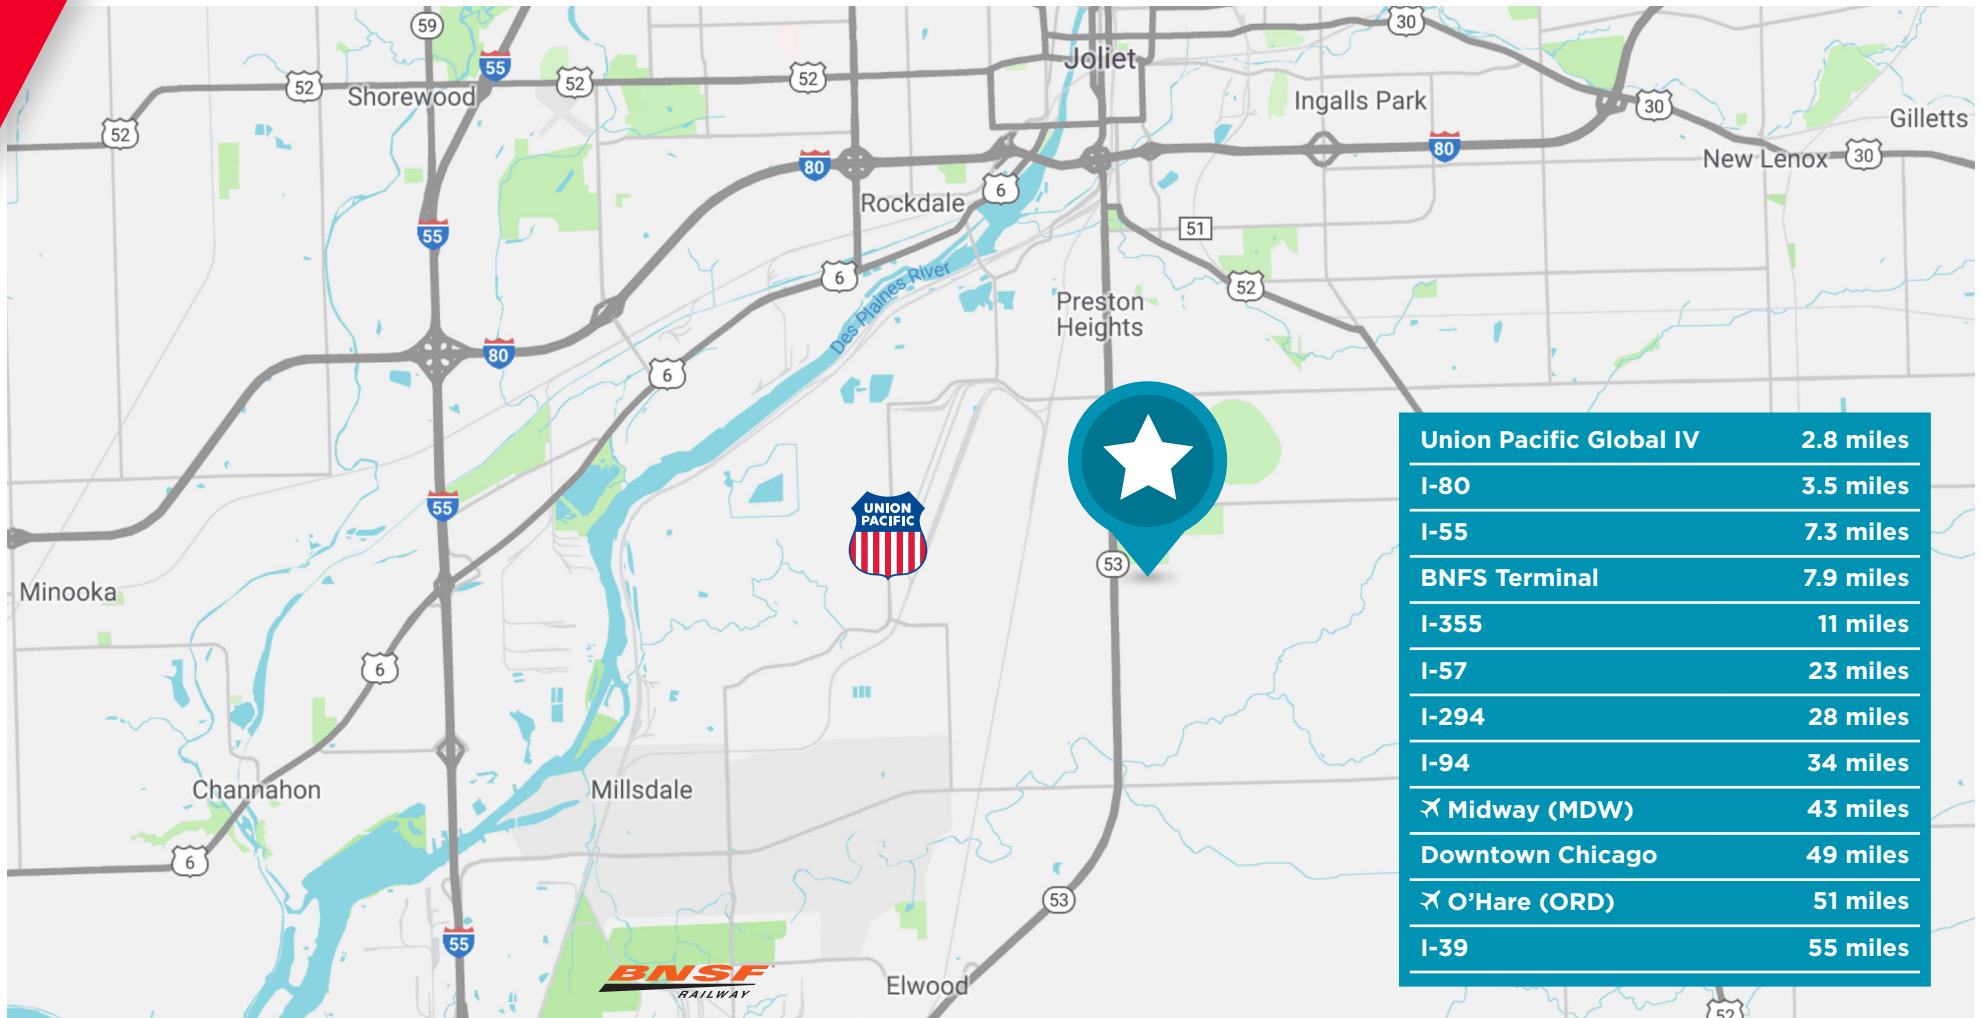 59
30
55
Joliet
52
52
52
Shorewood
Ingalls Park
30
Gilletts
52
80
80
New Lenox
30
Rockdale
6
51
55
6
Des Plaines River
52
Preston
Heights
80
6
Union Pacific Global IV 2.8 miles
I-80 3.5 miles
55
UNION
PACIFIC
I-55 7.3 miles
53
BNFS Terminal 7.9 miles
Minooka
I-355 11 miles
6
I-57 23 miles
I-294 28 miles
I-94 34 miles
Channahon
Millsdale
Midway (MDW) 43 miles
6
Downtown Chicago 49 miles
53
O’Hare (ORD) 51 miles
55
I-39 55 miles
BNSF
RAILWAY
Elwood
52